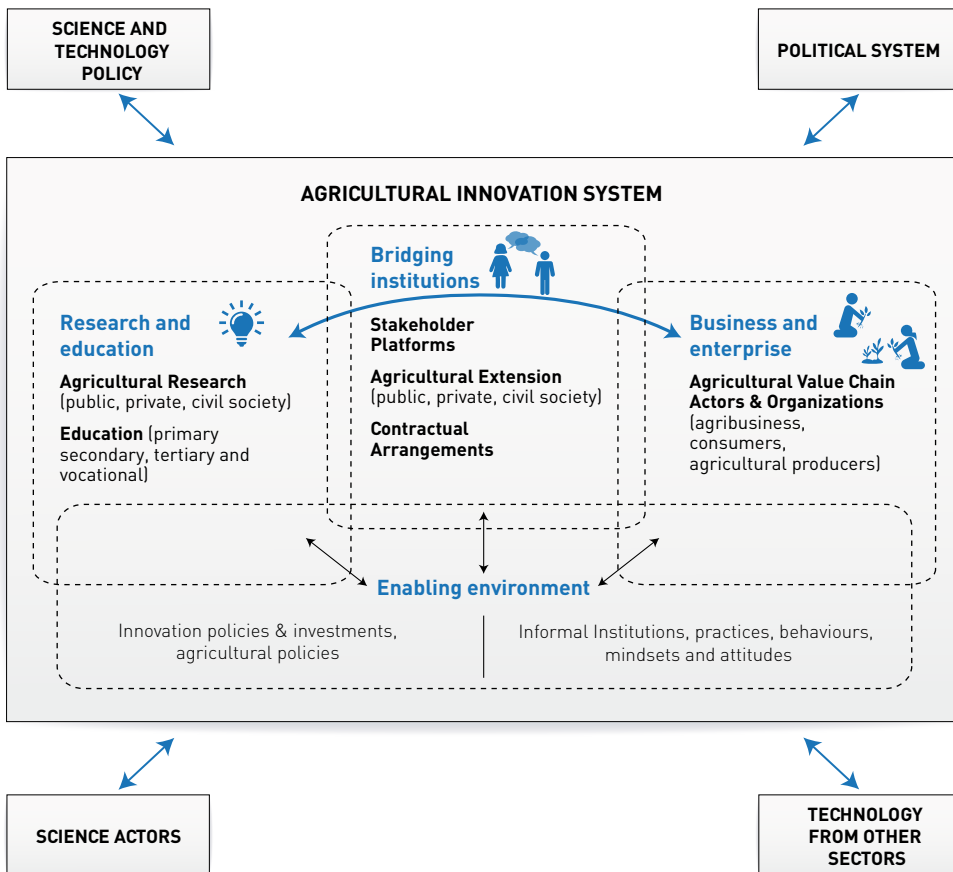 SCIENCE AND
TECHNOLOGY
POLICY
POLITICAL SYSTEM
AGRICULTURAL INNOVATION SYSTEM
Bridging
institutions
Research and
education
Agricultural Research
(public, private, civil society)
Education (primary
secondary, tertiary and
vocational)
Stakeholder
Platforms
Agricultural Extension
(public, private, civil society)
Contractual
Arrangements
Business and
enterprise
Agricultural Value Chain
Actors & Organizations
(agribusiness,
consumers,
agricultural producers)
Enabling environment
Innovation policies & investments,
agricultural policies
Informal Institutions, practices, behaviours,
mindsets and attitudes
SCIENCE ACTORS
TECHNOLOGY
FROM OTHER
SECTORS